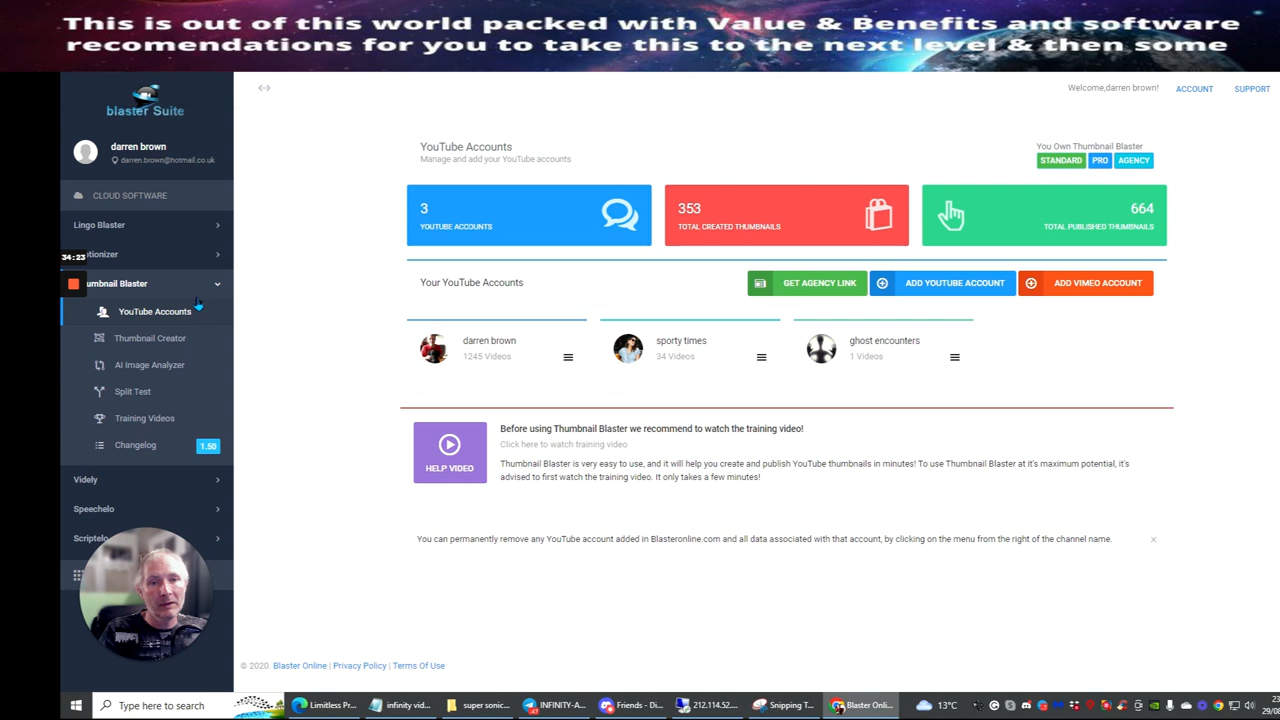 This is out of this world packed with Value & Benefits and software
recomendations for you to take this to the next level & then some
blaster Suite
Welcome,darren brown!
ACCOUNT
SUPPORT
darren brown
darren.brown@hotmail.co.uk
CLOUD SOFTWARE
Lingo Blaster
34:23
otionizer
umbnail Blaster
YouTube Accounts
Thumbnail Creator
AI Image Analyzer
Split Test
Training Videos
Changelog
1.50
Videly
Speechelo
Scriptelo
YouTube Accounts
Manage and add your YouTube accounts
You Own Thumbnail Blaster
STANDARD PRO AGENCY
3
YOUTUBE ACCOUNTS
353
TOTAL CREATED THUMBNAILS
664
TOTAL PUBLISHED THUMBNAILS
Your YouTube Accounts
GET AGENCY LINK
ADD YOUTUBE ACCOUNT
ADD VIMEO ACCOUNT
darren brown
1245 Videos
sporty times
34 Videos
ghost encounters
1 Videos
HELP VIDEO
Before using Thumbnail Blaster we recommend to watch the training video!
Click here to watch training video
Thumbnail Blaster is very easy to use, and it will help you create and publish YouTube thumbnails in minutes! To use Thumbnail Blaster at it's maximum potential, it's
advised to first watch the training video. It only takes a few minutes!
You can permanently remove any YouTube account added in Blasteronline.com and all data associated with that account, by clicking on the menu from the right of the channel name.
© 2020 Blaster Online | Privacy Policy | Terms Of Use
Type here to search
Limitless Pr...
infinity vid...
super sonic...
INFINITY-A...
Friends - Di...
212.114.52....
Snipping T...
Blaster Onli...
13°C
29/0